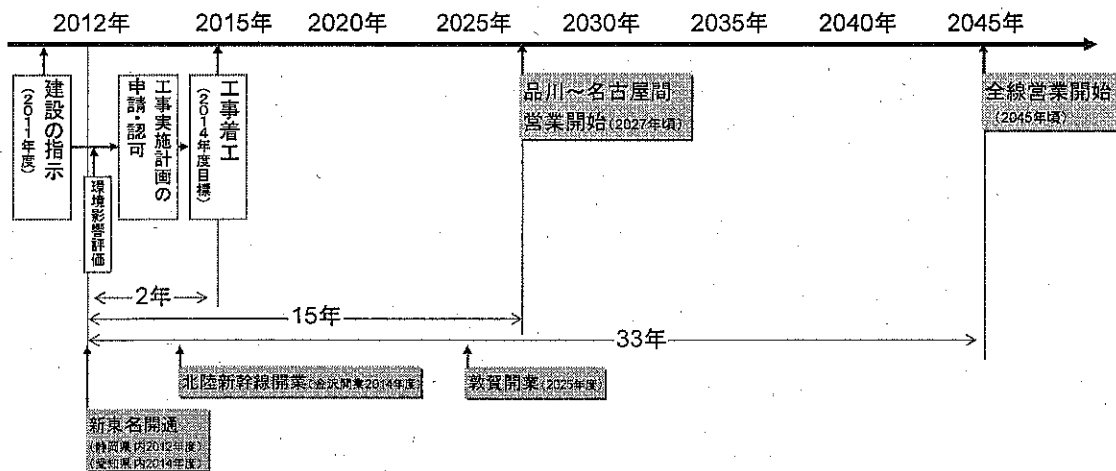 2012年 2015年 2020年 2025年 2030年 2035年 2040年 2045年
建設の指示
(2011年度)
環境影響評価
工事実施計画の
申請・認可
工事着工
(2014年度目標)
品川～名古屋間
営業開始(2027年頃)
全線営業開始
(2045年頃)
2年
15年
33年
北陸新幹線開業(金沢開業2014年度)
敦賀開業(2025年度)
新東名開通
(静岡県内2012年度)
(愛知県内2014年度)